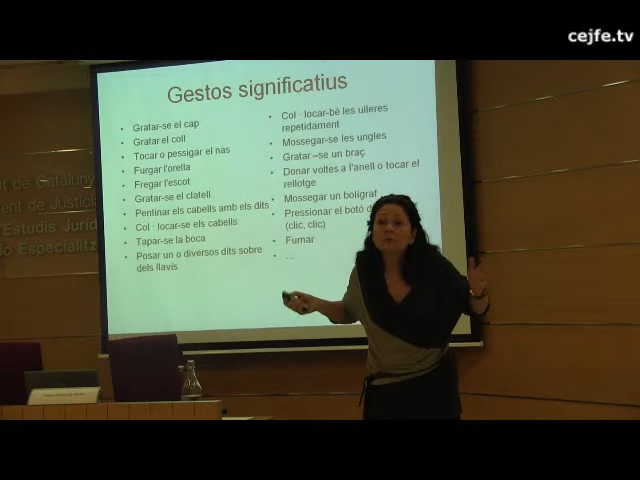 cejfe.tv
Gestos significatius
• Gratar-se el cap
• Gratar el coll
• Tocar o pessigar el nas
• Furgar l'orella
• Fregar l'escot
• Gratar-se el clatell
• Pentinar els cabells amb els dits
• Col · locar-se els cabells
• Tapar-se la boca
• Posar un o diversos dits sobre
dels llavis
• Col · locar-bé les ulleres
repetidament
• Mossegar-se les ungles
• Gratar –se un braç
• Donar voltes a l'anell o tocar el
rellotge
• Mossegar un bolígraf
• Pressionar el botó
(clic, clic)
• Fumar
• ...
de Catalunya
de Justícia
d'Estudis Jurídi
Especialitz